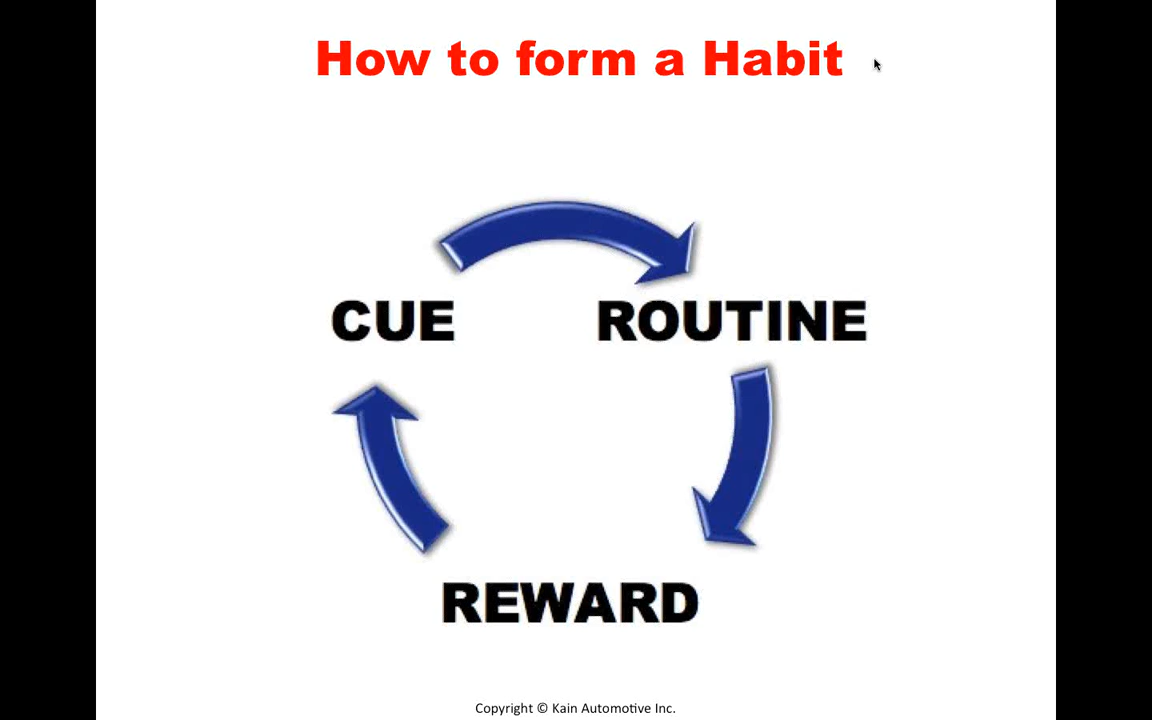 How to form a Habit
CUE
ROUTINE
REWARD
Copyright © Kain Automotive Inc.